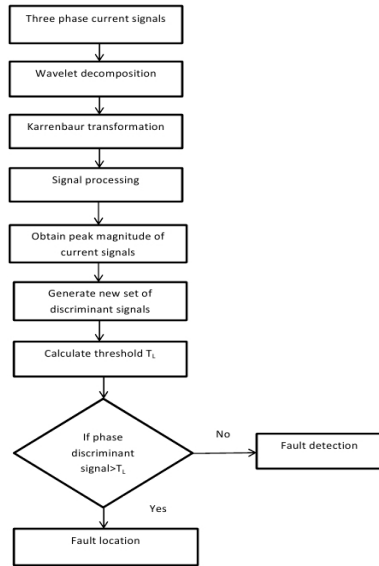 Three phase current signals
Wavelet decomposition
Karrenbaur transformation
Signal processing
Obtain peak magnitude of
current signals
Generate new set of
discriminant signals
Calculate threshold TL
If phase
discriminant
signal>TL
No
Fault detection
Yes
Fault location